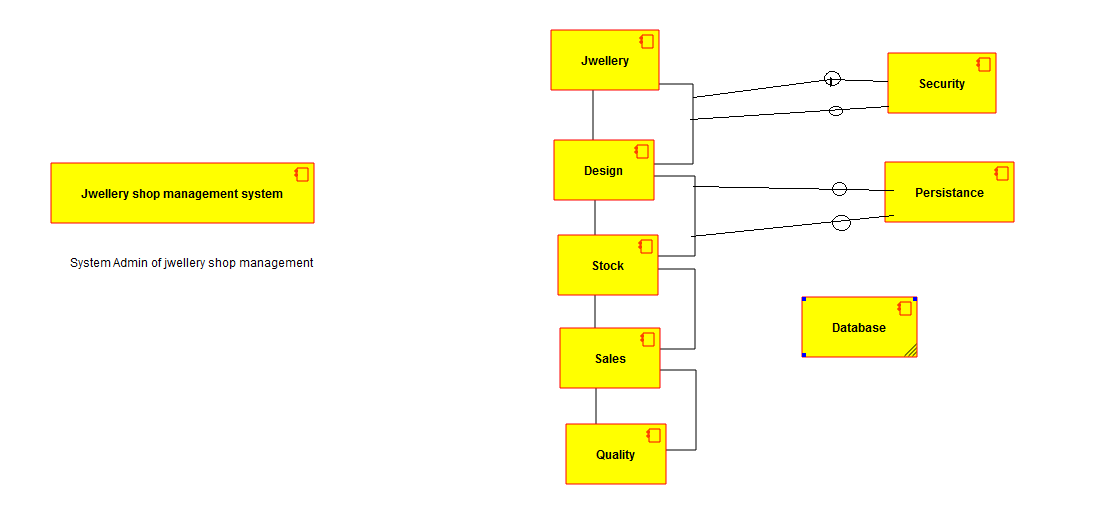 Jwellery
Security
Design
Jwellery shop management system
Persistance
System Admin of jwellery shop management
Stock
Database
Sales
Quality